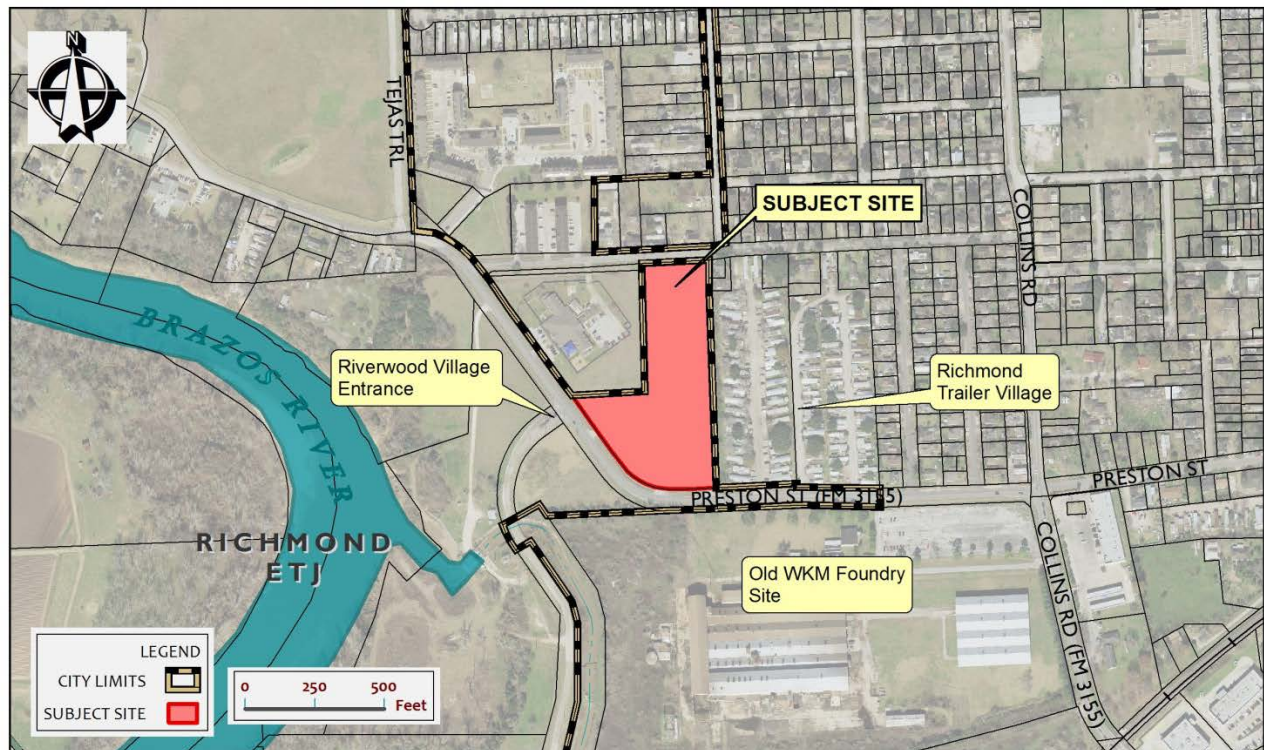 N
TEJAS TRL
SUBJECT SITE
COLLINS RD
BRAZOS RIVER
Riverwood Village
Entrance
Richmond
Trailer Village
PRESTON ST
PRESTON ST (FM 3155)
RICHMOND
ETJ
Old WKM Foundry
Site
COLLINS RD (FM 3155)
LEGEND
CITY LIMITS
SUBJECT SITE
0 250 500
Feet